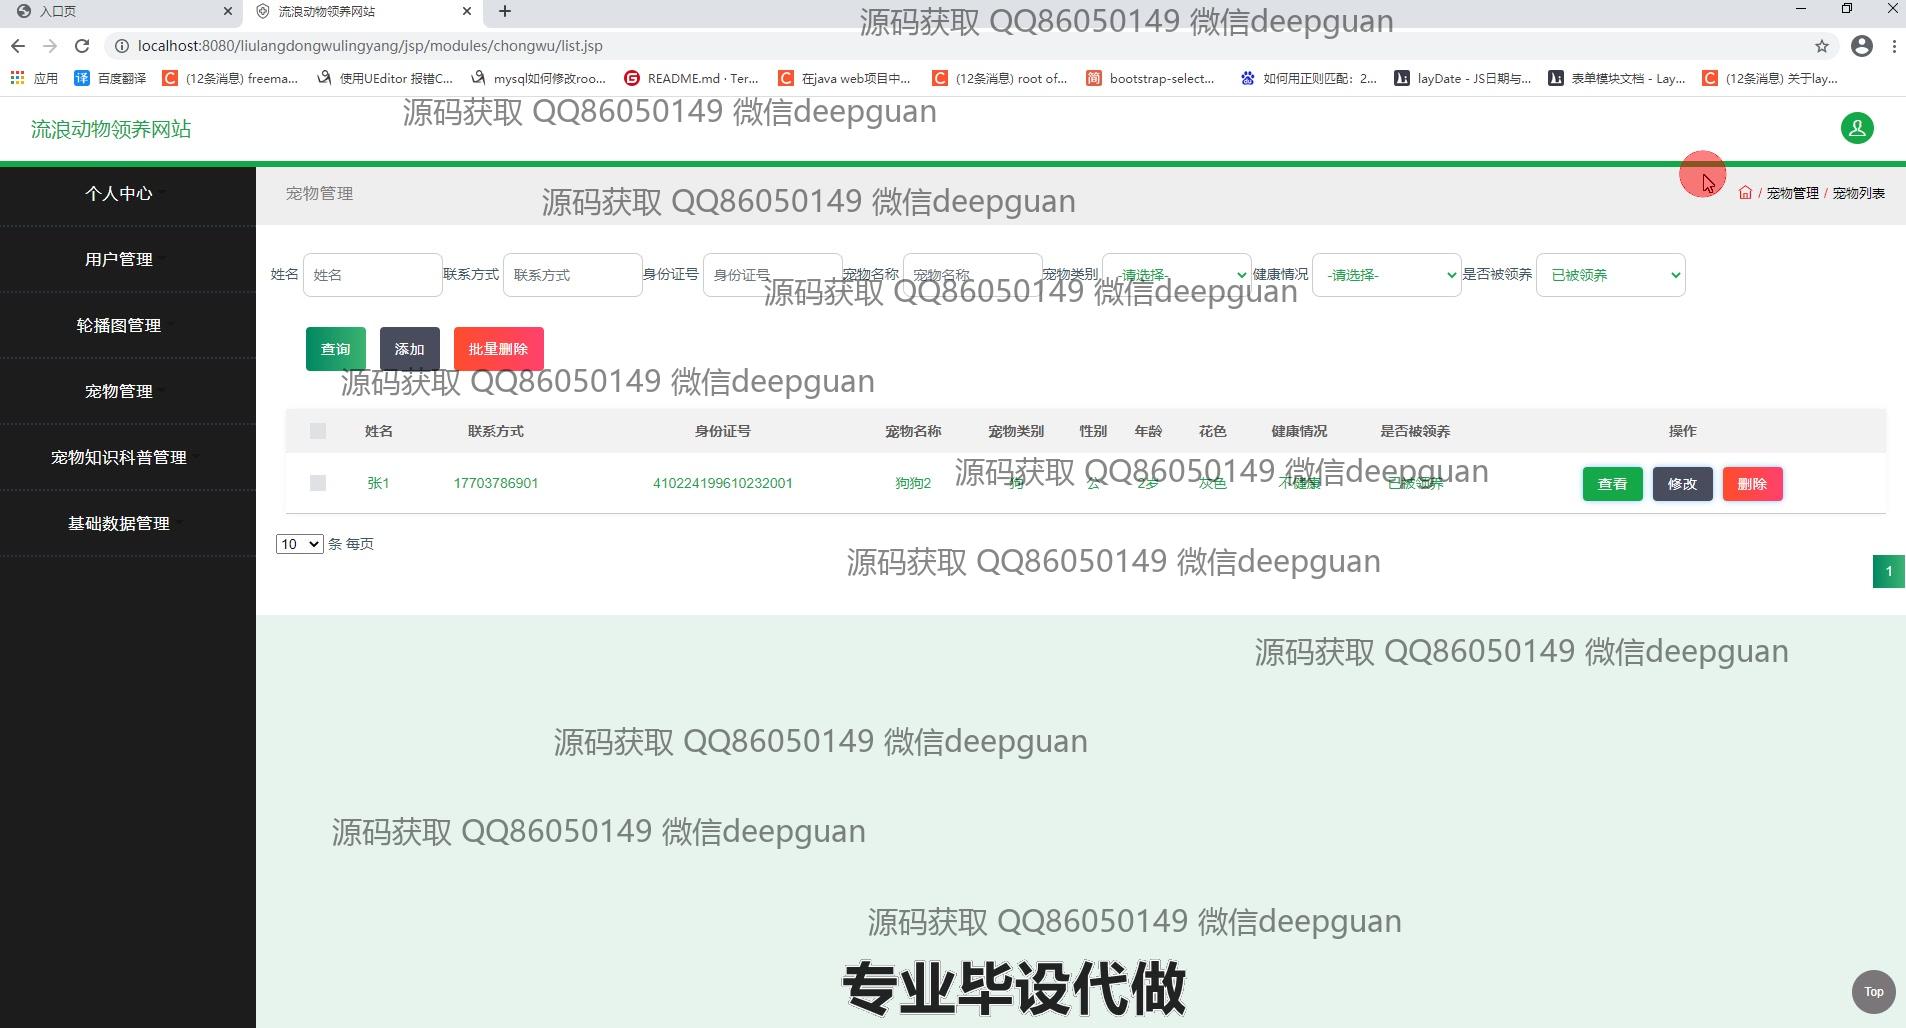 入口页
流浪动物领养网站
源码获取 QQ86050149 微信deepguan
localhost:8080/liulangdongwulingyang/jsp/modules/chongwu/list.jsp
应用 百度翻译 (12条消息) freema... 使用UEditor 报错C... mysql如何修改roo... README.md · Ter... 在java web项目中... (12条消息) root of... bootstrap-select... 如何用正则匹配：2... layDate - JS日期与... 表单模块文档 - Lay... (12条消息) 关于lay...
源码获取 QQ86050149 微信deepguan
流浪动物领养网站
个人中心
用户管理
轮播图管理
宠物管理
宠物知识科普管理
基础数据管理
宠物管理
源码获取 QQ86050149 微信deepguan
/ 宠物管理 / 宠物列表
姓名 姓名 联系方式 联系方式 身份证号 身份证号 宠物名称 宠物名称 宠物类别 -请选择- 健康情况 -请选择- 是否被领养 已被领养
源码获取 QQ86050149 微信deepguan
查询 添加 批量删除
源码获取 QQ86050149 微信deepguan
姓名 联系方式 身份证号 宠物名称 宠物类别 性别 年龄 花色 健康情况 是否被领养 操作
源码获取 QQ86050149 微信deepguan
张1 17703786901 410224199610232001 狗狗2 狗 公 2岁 灰色 不健康 已被领养 查看 修改 删除
10 条 每页
源码获取 QQ86050149 微信deepguan
1
源码获取 QQ86050149 微信deepguan
源码获取 QQ86050149 微信deepguan
源码获取 QQ86050149 微信deepguan
源码获取 QQ86050149 微信deepguan
专业毕设代做
Top